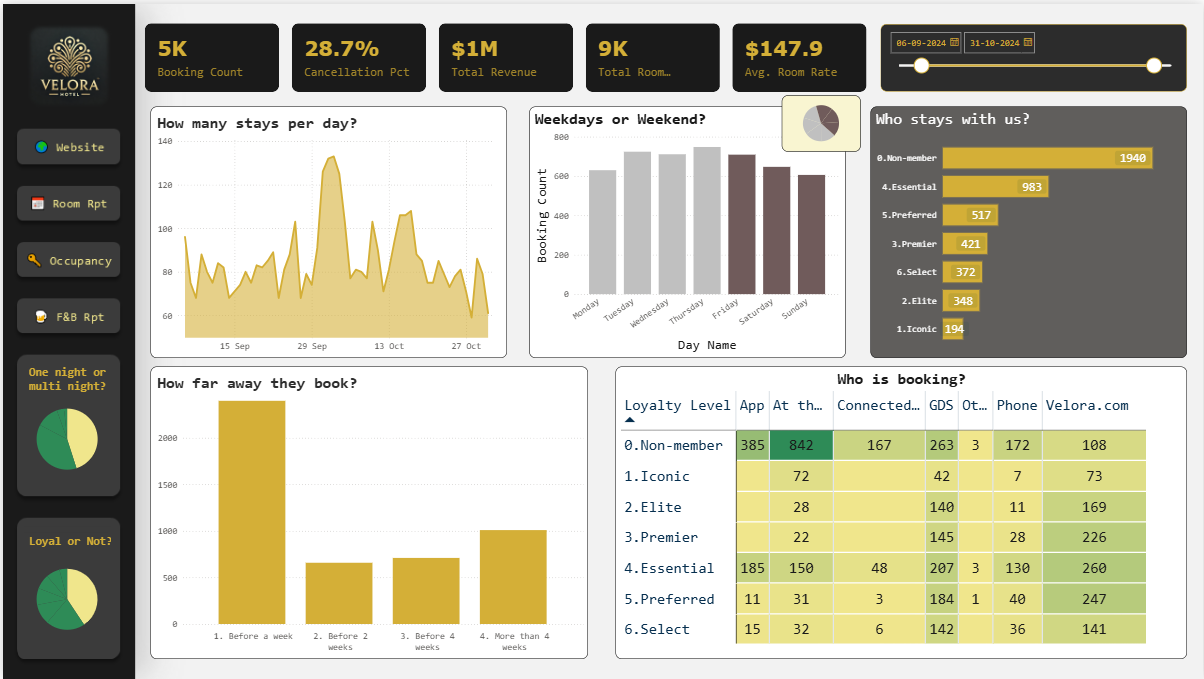 VELORA
HOTEL
Website
Room Rpt
Occupancy
F&B Rpt
One night or
multi night?
Loyal or Not?
5K
Booking Count
28.7%
Cancellation Pct
$1M
Total Revenue
9K
Total Room…
$147.9
Avg. Room Rate
06-09-2024
31-10-2024
How many stays per day?
140
120
100
80
60
15 Sep
29 Sep
13 Oct
27 Oct
Weekdays or Weekend?
Booking Count
800
600
400
200
0
Monday
Tuesday
Wednesday
Thursday
Friday
Saturday
Sunday
Day Name
Who stays with us?
0.Non-member 1940
4.Essential 983
5.Preferred 517
3.Premier 421
6.Select 372
2.Elite 348
1.Iconic 194
How far away they book?
2000
1500
1000
500
0
1. Before a week
2. Before 2
weeks
3. Before 4
weeks
4. More than 4
weeks
Who is booking?
Loyalty Level App At th… Connected… GDS Ot… Phone Velora.com
0.Non-member 385 842 167 263 3 172 108
1.Iconic 72 42 7 73
2.Elite 28 140 11 169
3.Premier 22 145 28 226
4.Essential 185 150 48 207 3 130 260
5.Preferred 11 31 3 184 1 40 247
6.Select 15 32 6 142 36 141